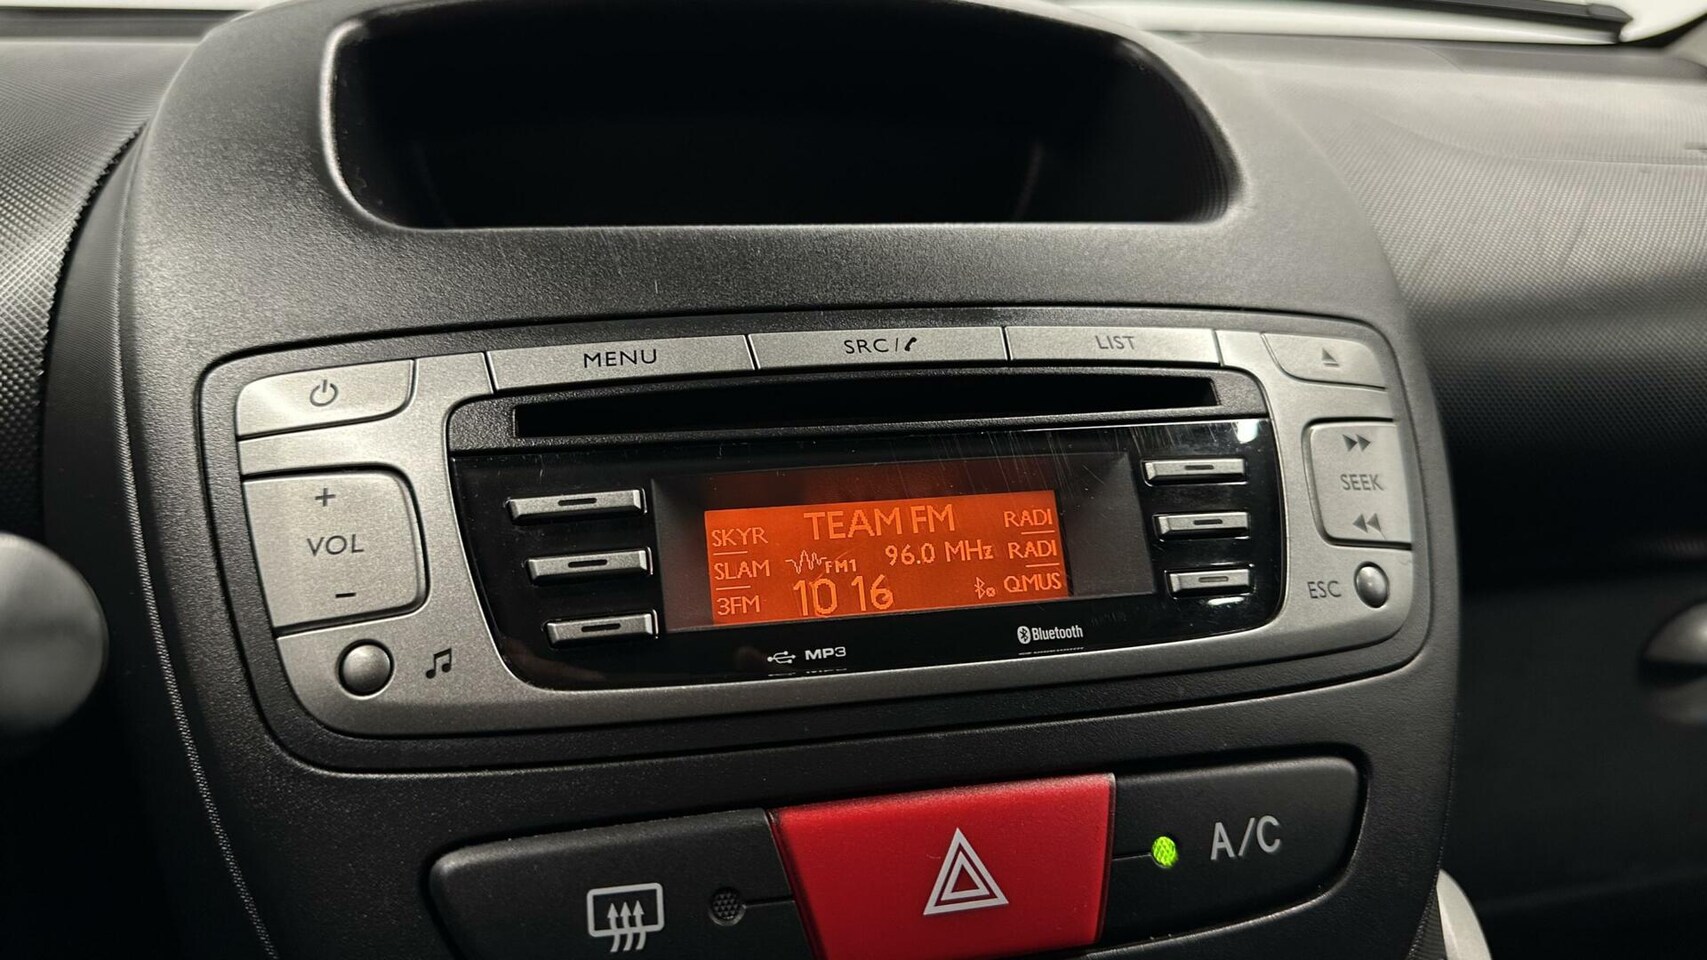 MENU
SRC/
LIST
+
VOL
-
SEEK
ESC
SKYR
TEAM FM
RADI
SLAM
FM1
96.0 MHz
RADI
3FM
10 16
QMUS
MP3
Bluetooth
A/C